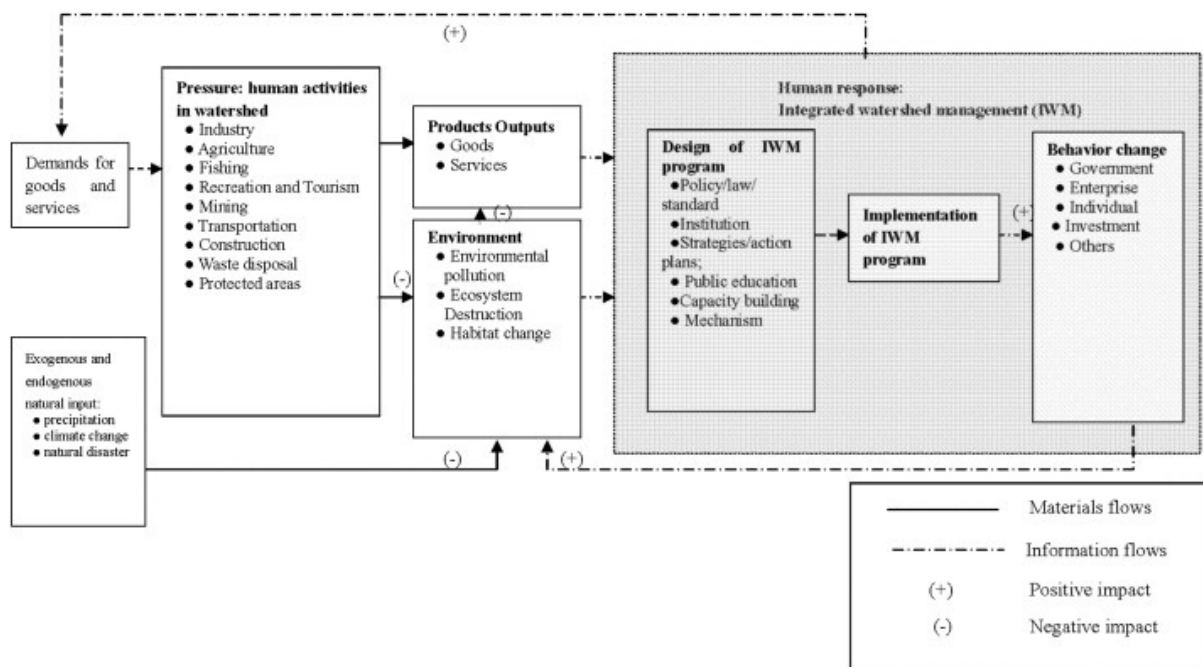 (+)
Pressure: human activities
in watershed
● Industry
● Agriculture
● Fishing
● Recreation and Tourism
● Mining
● Transportation
● Construction
● Waste disposal
● Protected areas
Demands for
goods and
services
Products Outputs
● Goods
● Services
(-)
Environment
● Environmental
pollution
● Ecosystem
Destruction
● Habitat change
(-)
Exogenous and
endogenous
natural input:
● precipitation
● climate change
● natural disaster
(-)
(+)
Human response:
Integrated watershed management (IWM)
Design of IWM
program
●Policy/law/
standard
●Institution
●Strategies/action
plans;
● Public education
●Capacity building
● Mechanism
Implementation
of IWM
program
(+)
Behavior change
● Government
● Enterprise
● Individual
● Investment
● Others
Materials flows
Information flows
(+) Positive impact
(-) Negative impact